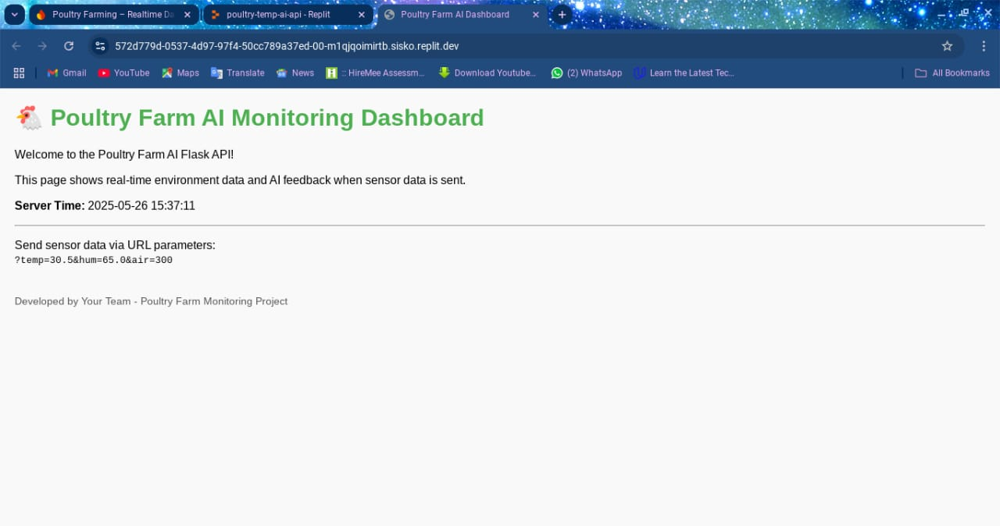 Poultry Farming – Realtime Da
poultry-temp-ai-api - Replit
Poultry Farm AI Dashboard
572d779d-0537-4d97-97f4-50cc789a37ed-00-m1qjqoimirtb.sisko.replit.dev
Gmail
YouTube
Maps
Translate
News
:: HireMee Assessm...
Download Youtube...
(2) WhatsApp
Learn the Latest Tec...
All Bookmarks
Poultry Farm AI Monitoring Dashboard
Welcome to the Poultry Farm AI Flask API!
This page shows real-time environment data and AI feedback when sensor data is sent.
Server Time: 2025-05-26 15:37:11
Send sensor data via URL parameters:
?temp=30.5&hum=65.0&air=300
Developed by Your Team - Poultry Farm Monitoring Project